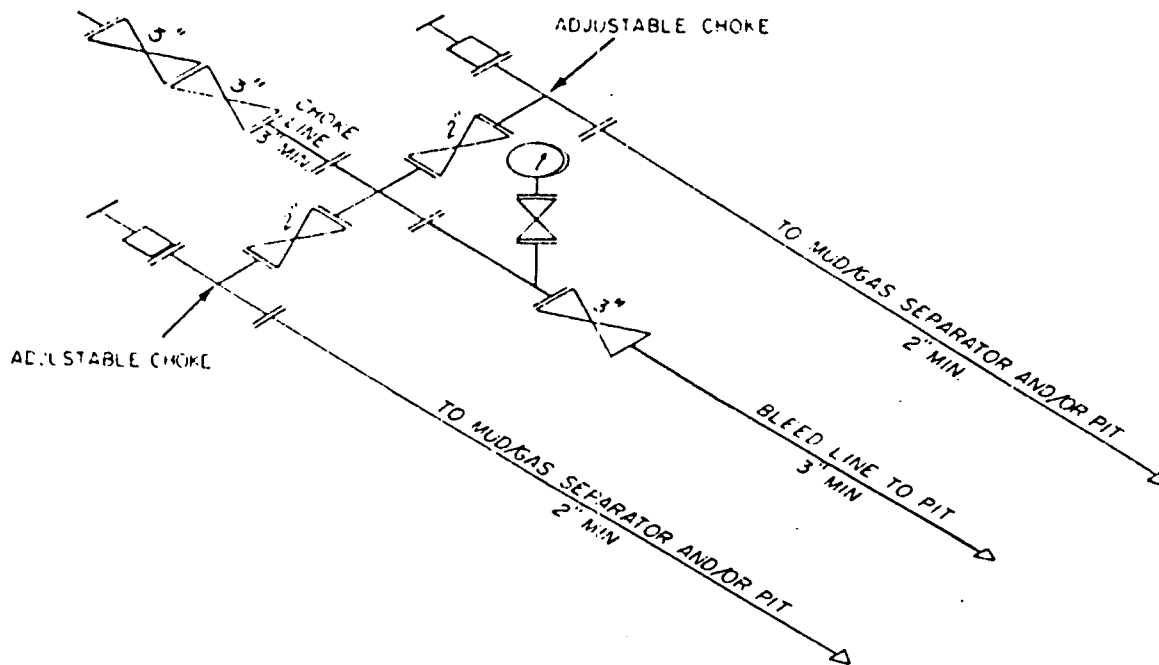 ADJUSTABLE CHOKE
3"
3"
CHOKE
LINE
3" MIN.
2"
2"
3"
ADJUSTABLE CHOKE
TO MUD/GAS SEPARATOR AND/OR PIT
2" MIN.
BLEED LINE TO PIT
3" MIN
TO MUD/GAS SEPARATOR AND/OR PIT
2" MIN